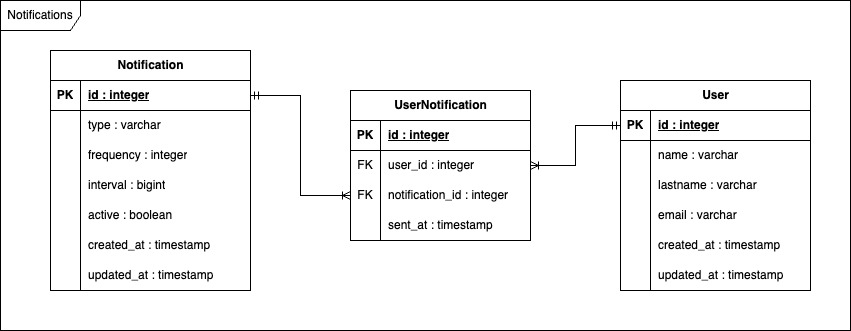 Notifications
Notification
PK id : integer
type : varchar
frequency : integer
interval : bigint
active : boolean
created_at : timestamp
updated_at : timestamp
UserNotification
PK id : integer
FK user_id : integer
FK notification_id : integer
sent_at : timestamp
User
PK id : integer
name : varchar
lastname : varchar
email : varchar
created_at : timestamp
updated_at : timestamp